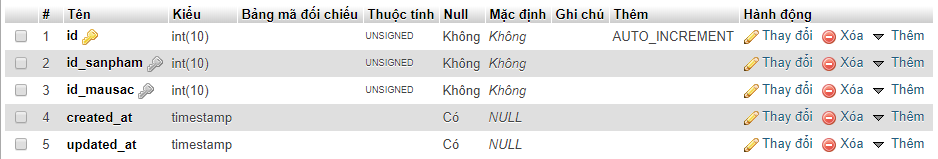 # Tên Kiểu Bảng mã đối chiếu Thuộc tính Null Mặc định Ghi chú Thêm Hành động
1 id int(10) UNSIGNED Không Không AUTO_INCREMENT Thay đổi Xóa Thêm
2 id_sanpham int(10) UNSIGNED Không Không Thay đổi Xóa Thêm
3 id_mausac int(10) UNSIGNED Không Không Thay đổi Xóa Thêm
4 created_at timestamp Có NULL Thay đổi Xóa Thêm
5 updated_at timestamp Có NULL Thay đổi Xóa Thêm